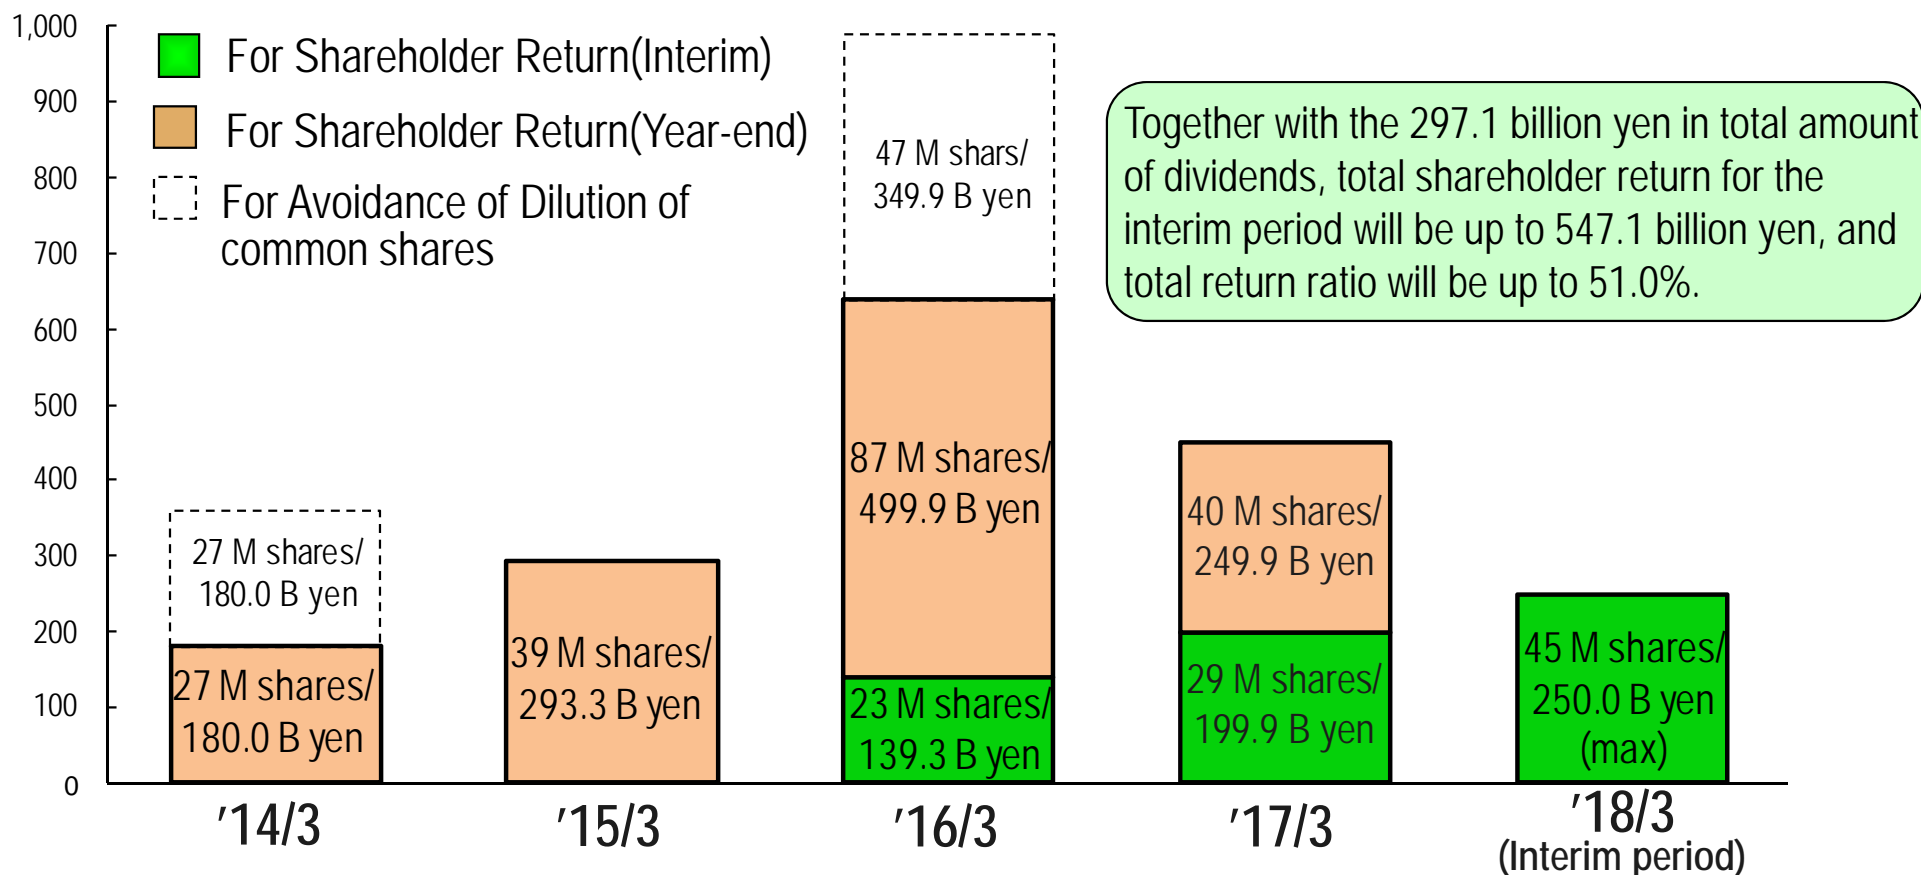 1,000
900
800
700
600
500
400
300
200
100
0
For Shareholder Return(Interim)
For Shareholder Return(Year-end)
For Avoidance of Dilution of
common shares
Together with the 297.1 billion yen in total amount
of dividends, total shareholder return for the
interim period will be up to 547.1 billion yen, and
total return ratio will be up to 51.0%.
27 M shares/
180.0 B yen
27 M shares/
180.0 B yen
39 M shares/
293.3 B yen
47 M shars/
349.9 B yen
87 M shares/
499.9 B yen
23 M shares/
139.3 B yen
40 M shares/
249.9 B yen
29 M shares/
199.9 B yen
45 M shares/
250.0 B yen
(max)
’14/3
’15/3
’16/3
’17/3
’18/3
(Interim period)